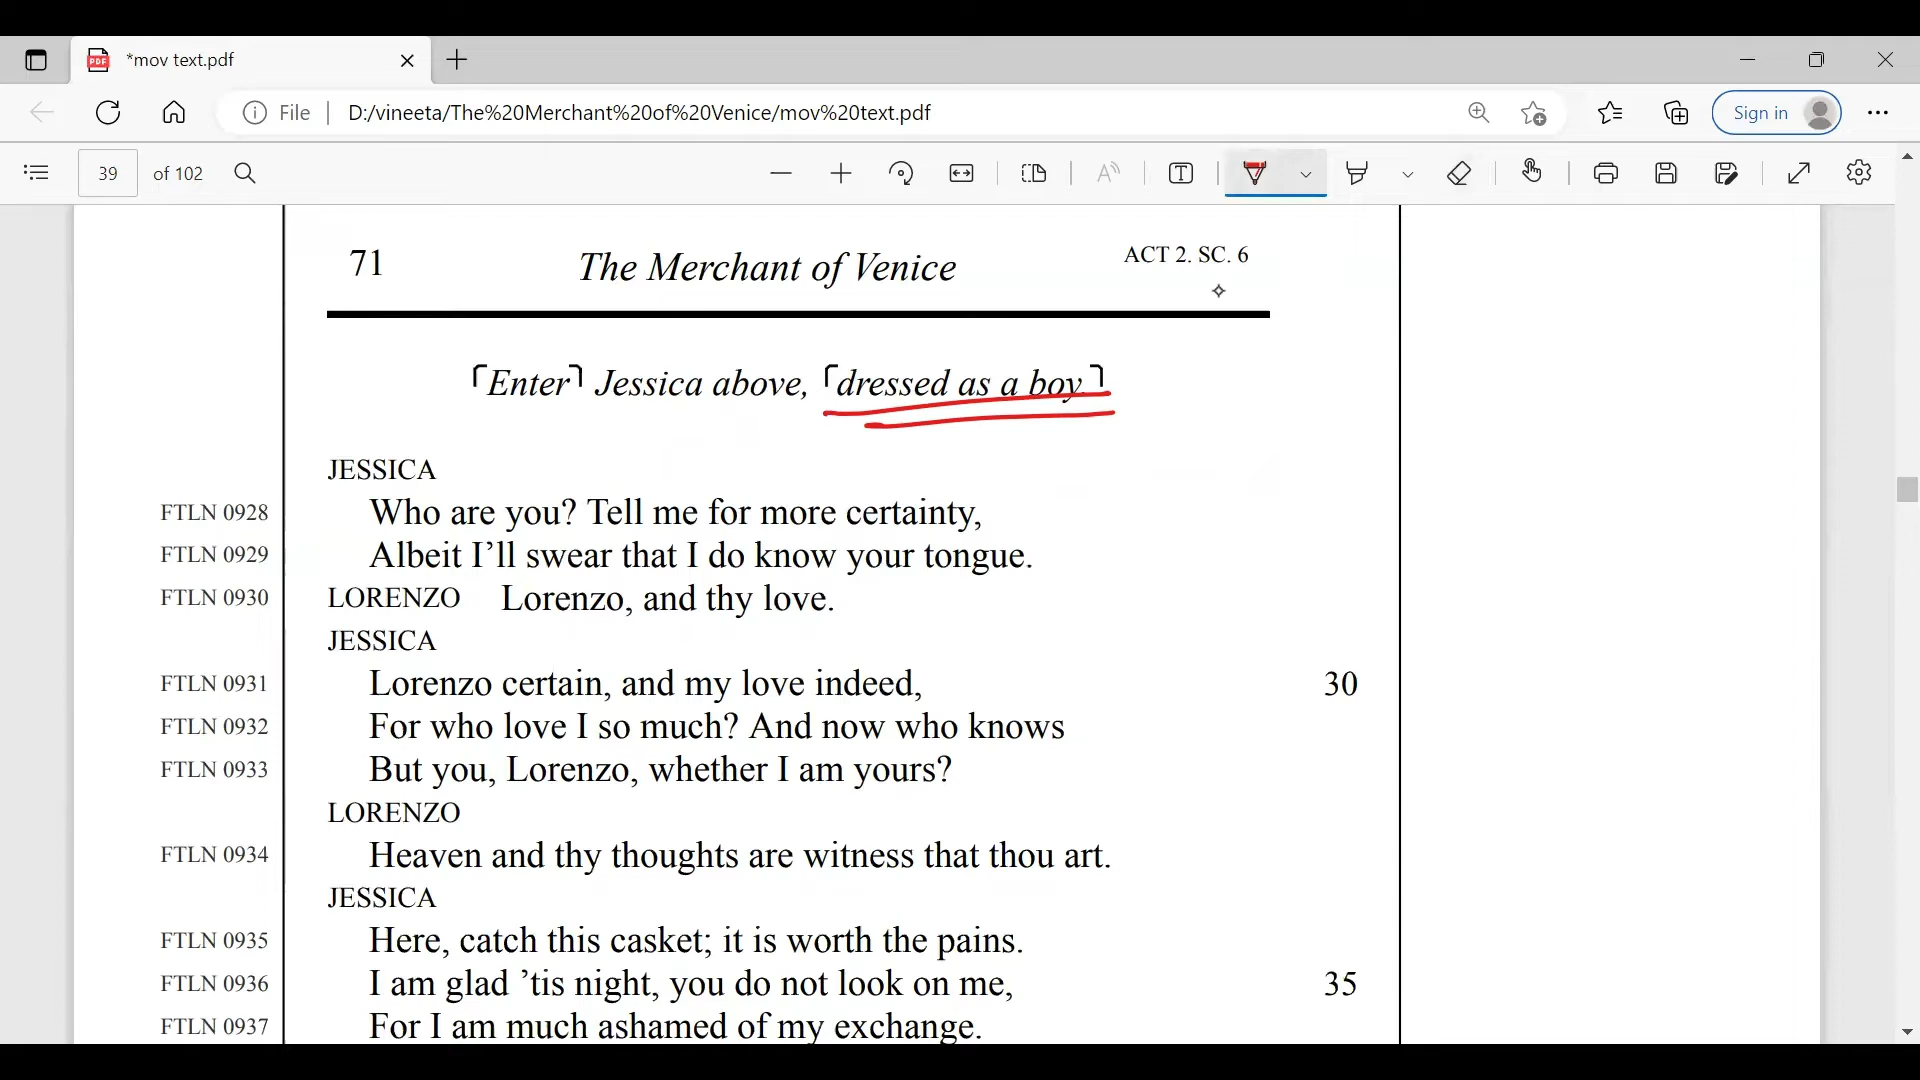 *mov text.pdf
File | D:/vineeta/The%20Merchant%20of%20Venice/mov%20text.pdf
Sign in
39 of 102
71 The Merchant of Venice ACT 2. SC. 6
⌜Enter⌝ Jessica above, ⌜dressed as a boy.⌝
JESSICA
FTLN 0928 Who are you? Tell me for more certainty,
FTLN 0929 Albeit I’ll swear that I do know your tongue.
FTLN 0930 LORENZO Lorenzo, and thy love.
JESSICA
FTLN 0931 Lorenzo certain, and my love indeed, 30
FTLN 0932 For who love I so much? And now who knows
FTLN 0933 But you, Lorenzo, whether I am yours?
LORENZO
FTLN 0934 Heaven and thy thoughts are witness that thou art.
JESSICA
FTLN 0935 Here, catch this casket; it is worth the pains.
FTLN 0936 I am glad ’tis night, you do not look on me, 35
FTLN 0937 For I am much ashamed of my exchange.